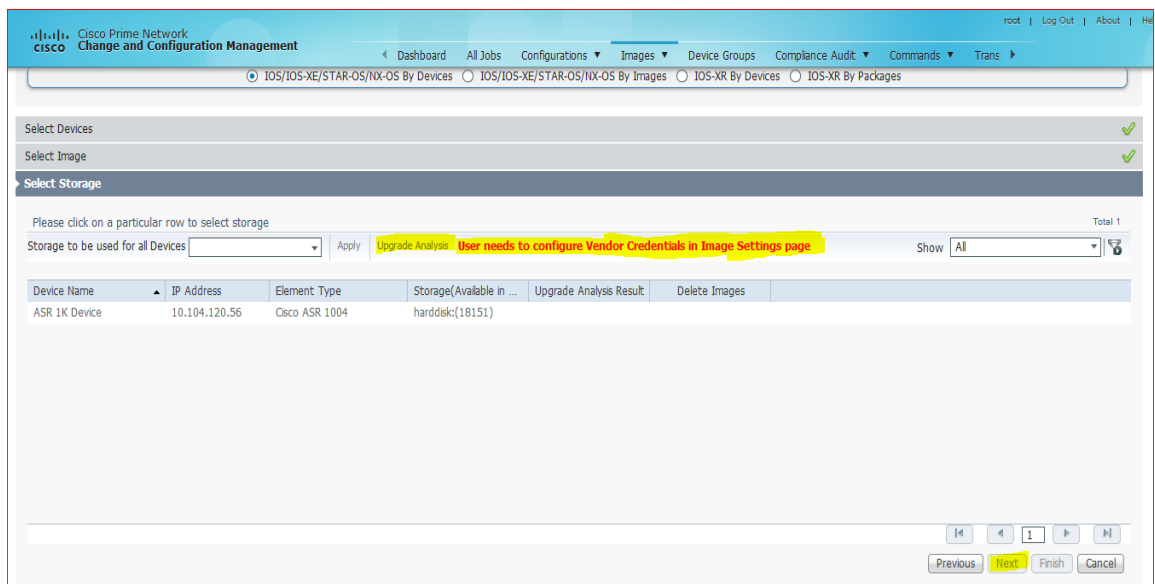 root | Log Out | About | He
cisco Cisco Prime Network
Change and Configuration Management
Dashboard All Jobs Configurations ▼ Images ▼ Device Groups Compliance Audit ▼ Commands ▼ Trans
IOS/IOS-XE/STAR-OS/NX-OS By Devices IOS/IOS-XE/STAR-OS/NX-OS By Images IOS-XR By Devices IOS-XR By Packages
Select Devices
Select Image
Select Storage
Please click on a particular row to select storage Total 1
Storage to be used for all Devices Apply Upgrade Analysis User needs to configure Vendor Credentials in Image Settings page Show All
Device Name IP Address Element Type Storage(Available in ... Upgrade Analysis Result Delete Images
ASR 1K Device 10.104.120.56 Cisco ASR 1004 harddisk:(18151)
1
Previous Next Finish Cancel